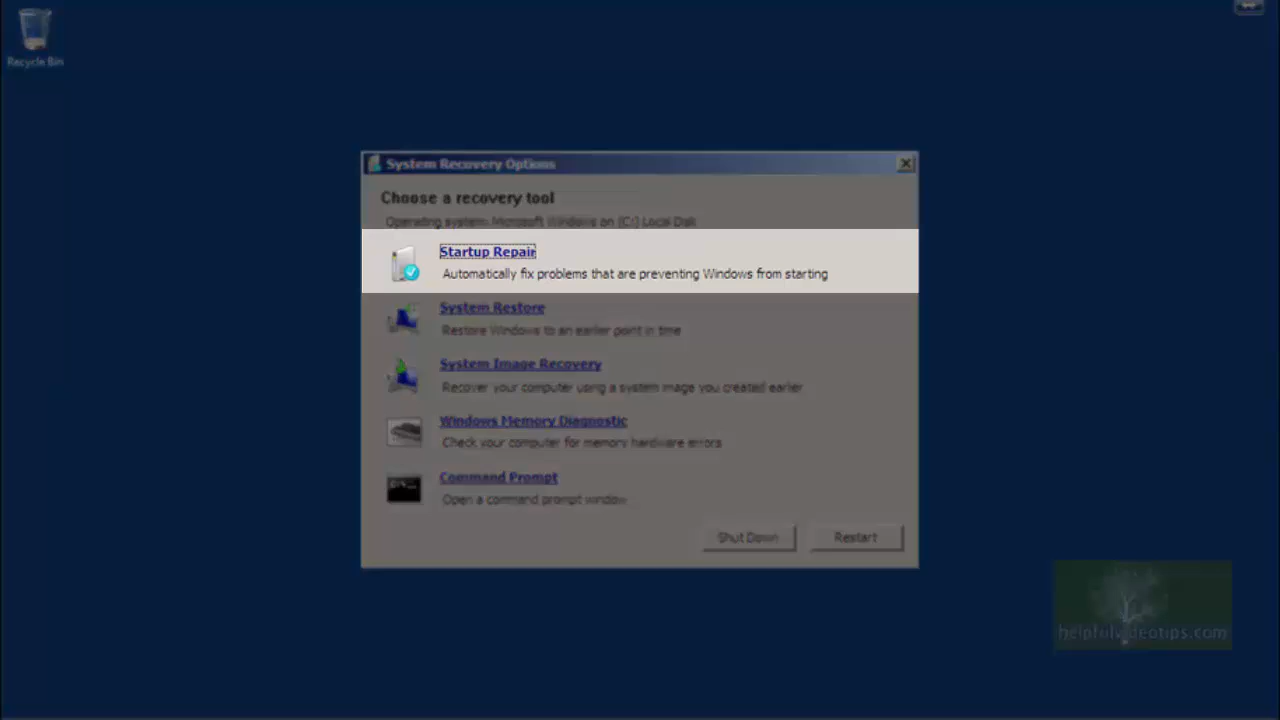 Recycle Bin
System Recovery Options
Choose a recovery tool
Operating system: Microsoft Windows on (C:) Local Disk
Startup Repair
Automatically fix problems that are preventing Windows from starting
System Restore
Restore Windows to an earlier point in time
System Image Recovery
Recover your computer using a system image you created earlier
Windows Memory Diagnostic
Check your computer for memory hardware errors
Command Prompt
Open a command prompt window
Shut Down
Restart
helpfulvideotips.com